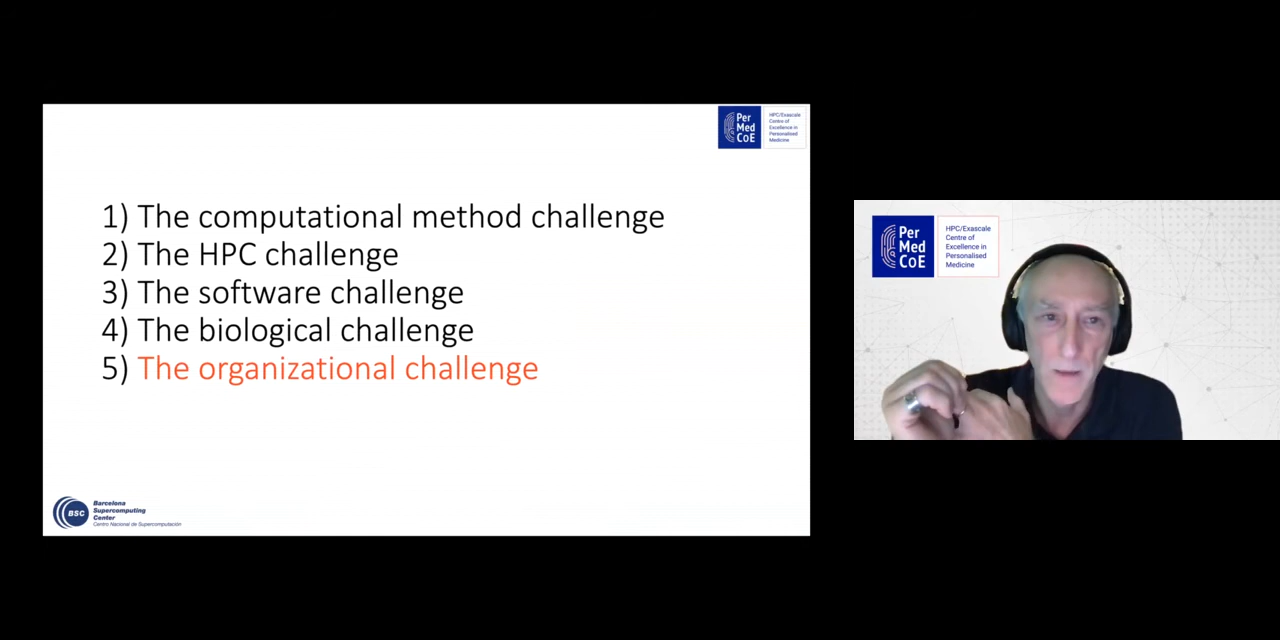 Per
Med
CoE
HPC/Exascale
Centre of
Excellence in
Personalised
Medicine
1) The computational method challenge
2) The HPC challenge
3) The software challenge
4) The biological challenge
5) The organizational challenge
BSC
Barcelona
Supercomputing
Center
Centro Nacional de Supercomputación
Per
Med
CoE
HPC/Exascale
Centre of
Excellence in
Personalised
Medicine